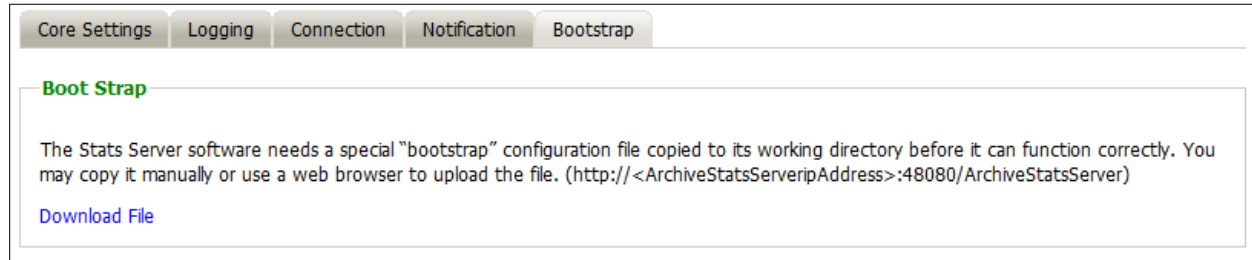 Core Settings Logging Connection Notification Bootstrap
Boot Strap
The Stats Server software needs a special “bootstrap” configuration file copied to its working directory before it can function correctly. You
may copy it manually or use a web browser to upload the file. (http://<ArchiveStatsServeripAddress>:48080/ArchiveStatsServer)
Download File